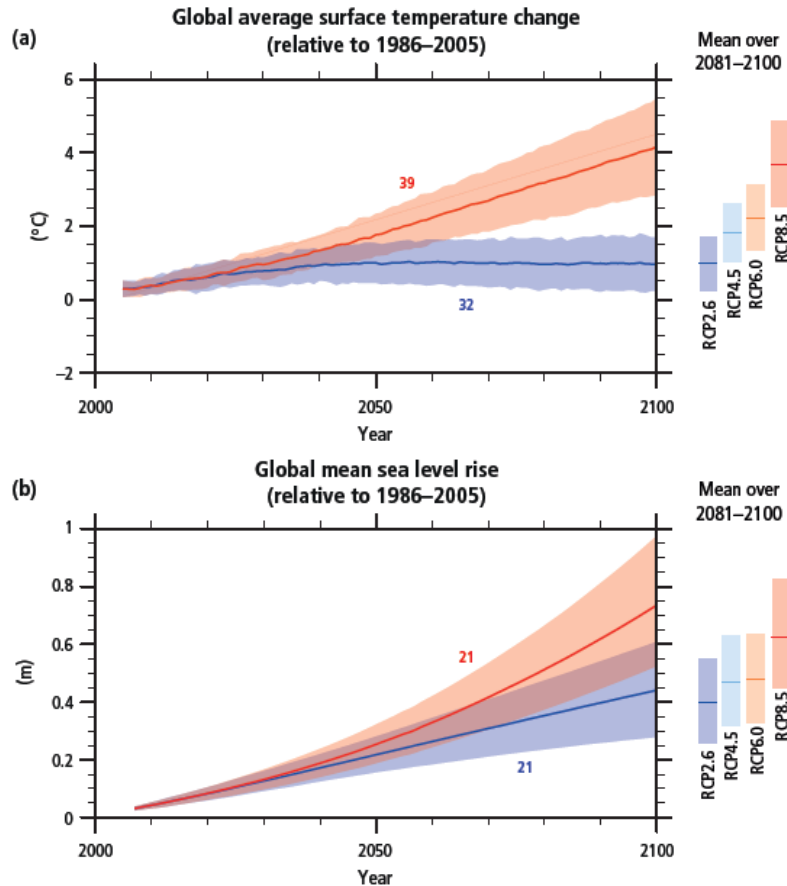 (a)
Global average surface temperature change
(relative to 1986–2005)
Mean over
2081–2100
6
4
2
0
–2
(°C)
39
32
2000
2050
2100
Year
RCP2.6
RCP4.5
RCP6.0
RCP8.5
(b)
Global mean sea level rise
(relative to 1986–2005)
Mean over
2081–2100
1
0.8
0.6
0.4
0.2
0
(m)
21
21
2000
2050
2100
Year
RCP2.6
RCP4.5
RCP6.0
RCP8.5